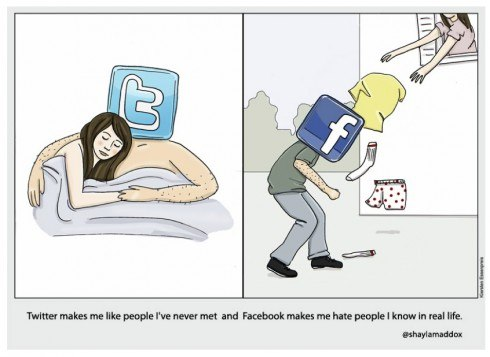 t
f
Twitter makes me like people I've never met and Facebook makes me hate people I know in real life.
@shaylamaddox